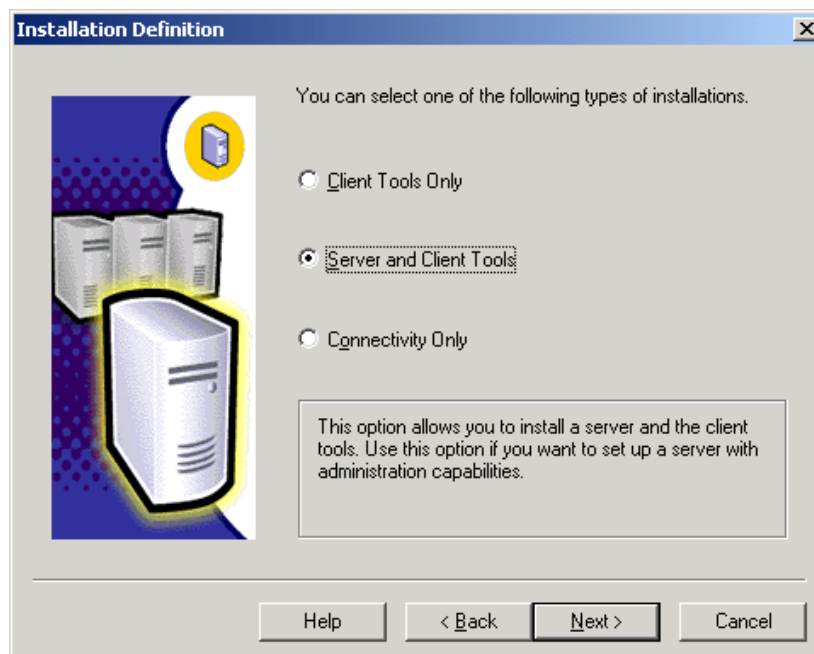 Installation Definition
You can select one of the following types of installations.
Client Tools Only
Server and Client Tools
Connectivity Only
This option allows you to install a server and the client
tools. Use this option if you want to set up a server with
administration capabilities.
Help
< Back
Next >
Cancel